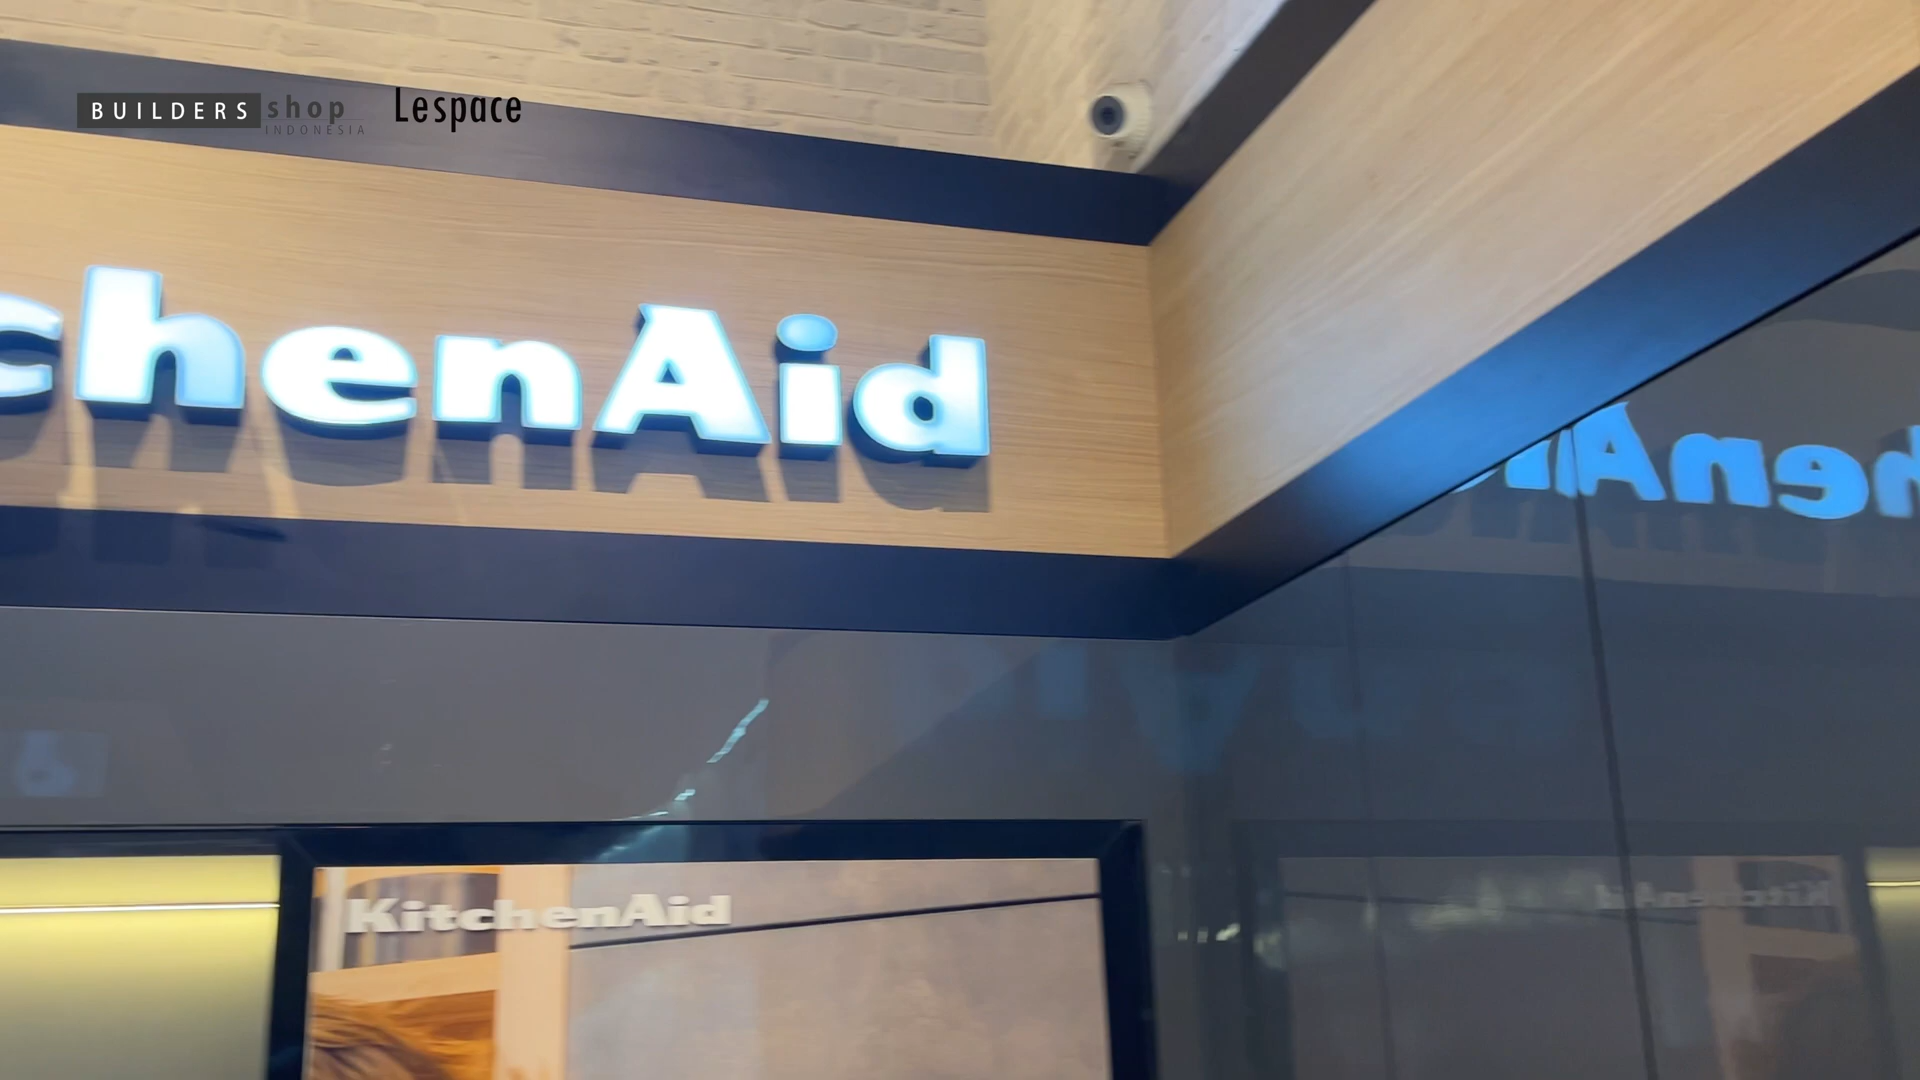 BUILDERS shop
INDONESIA
Lespace
chenAid
KitchenAid